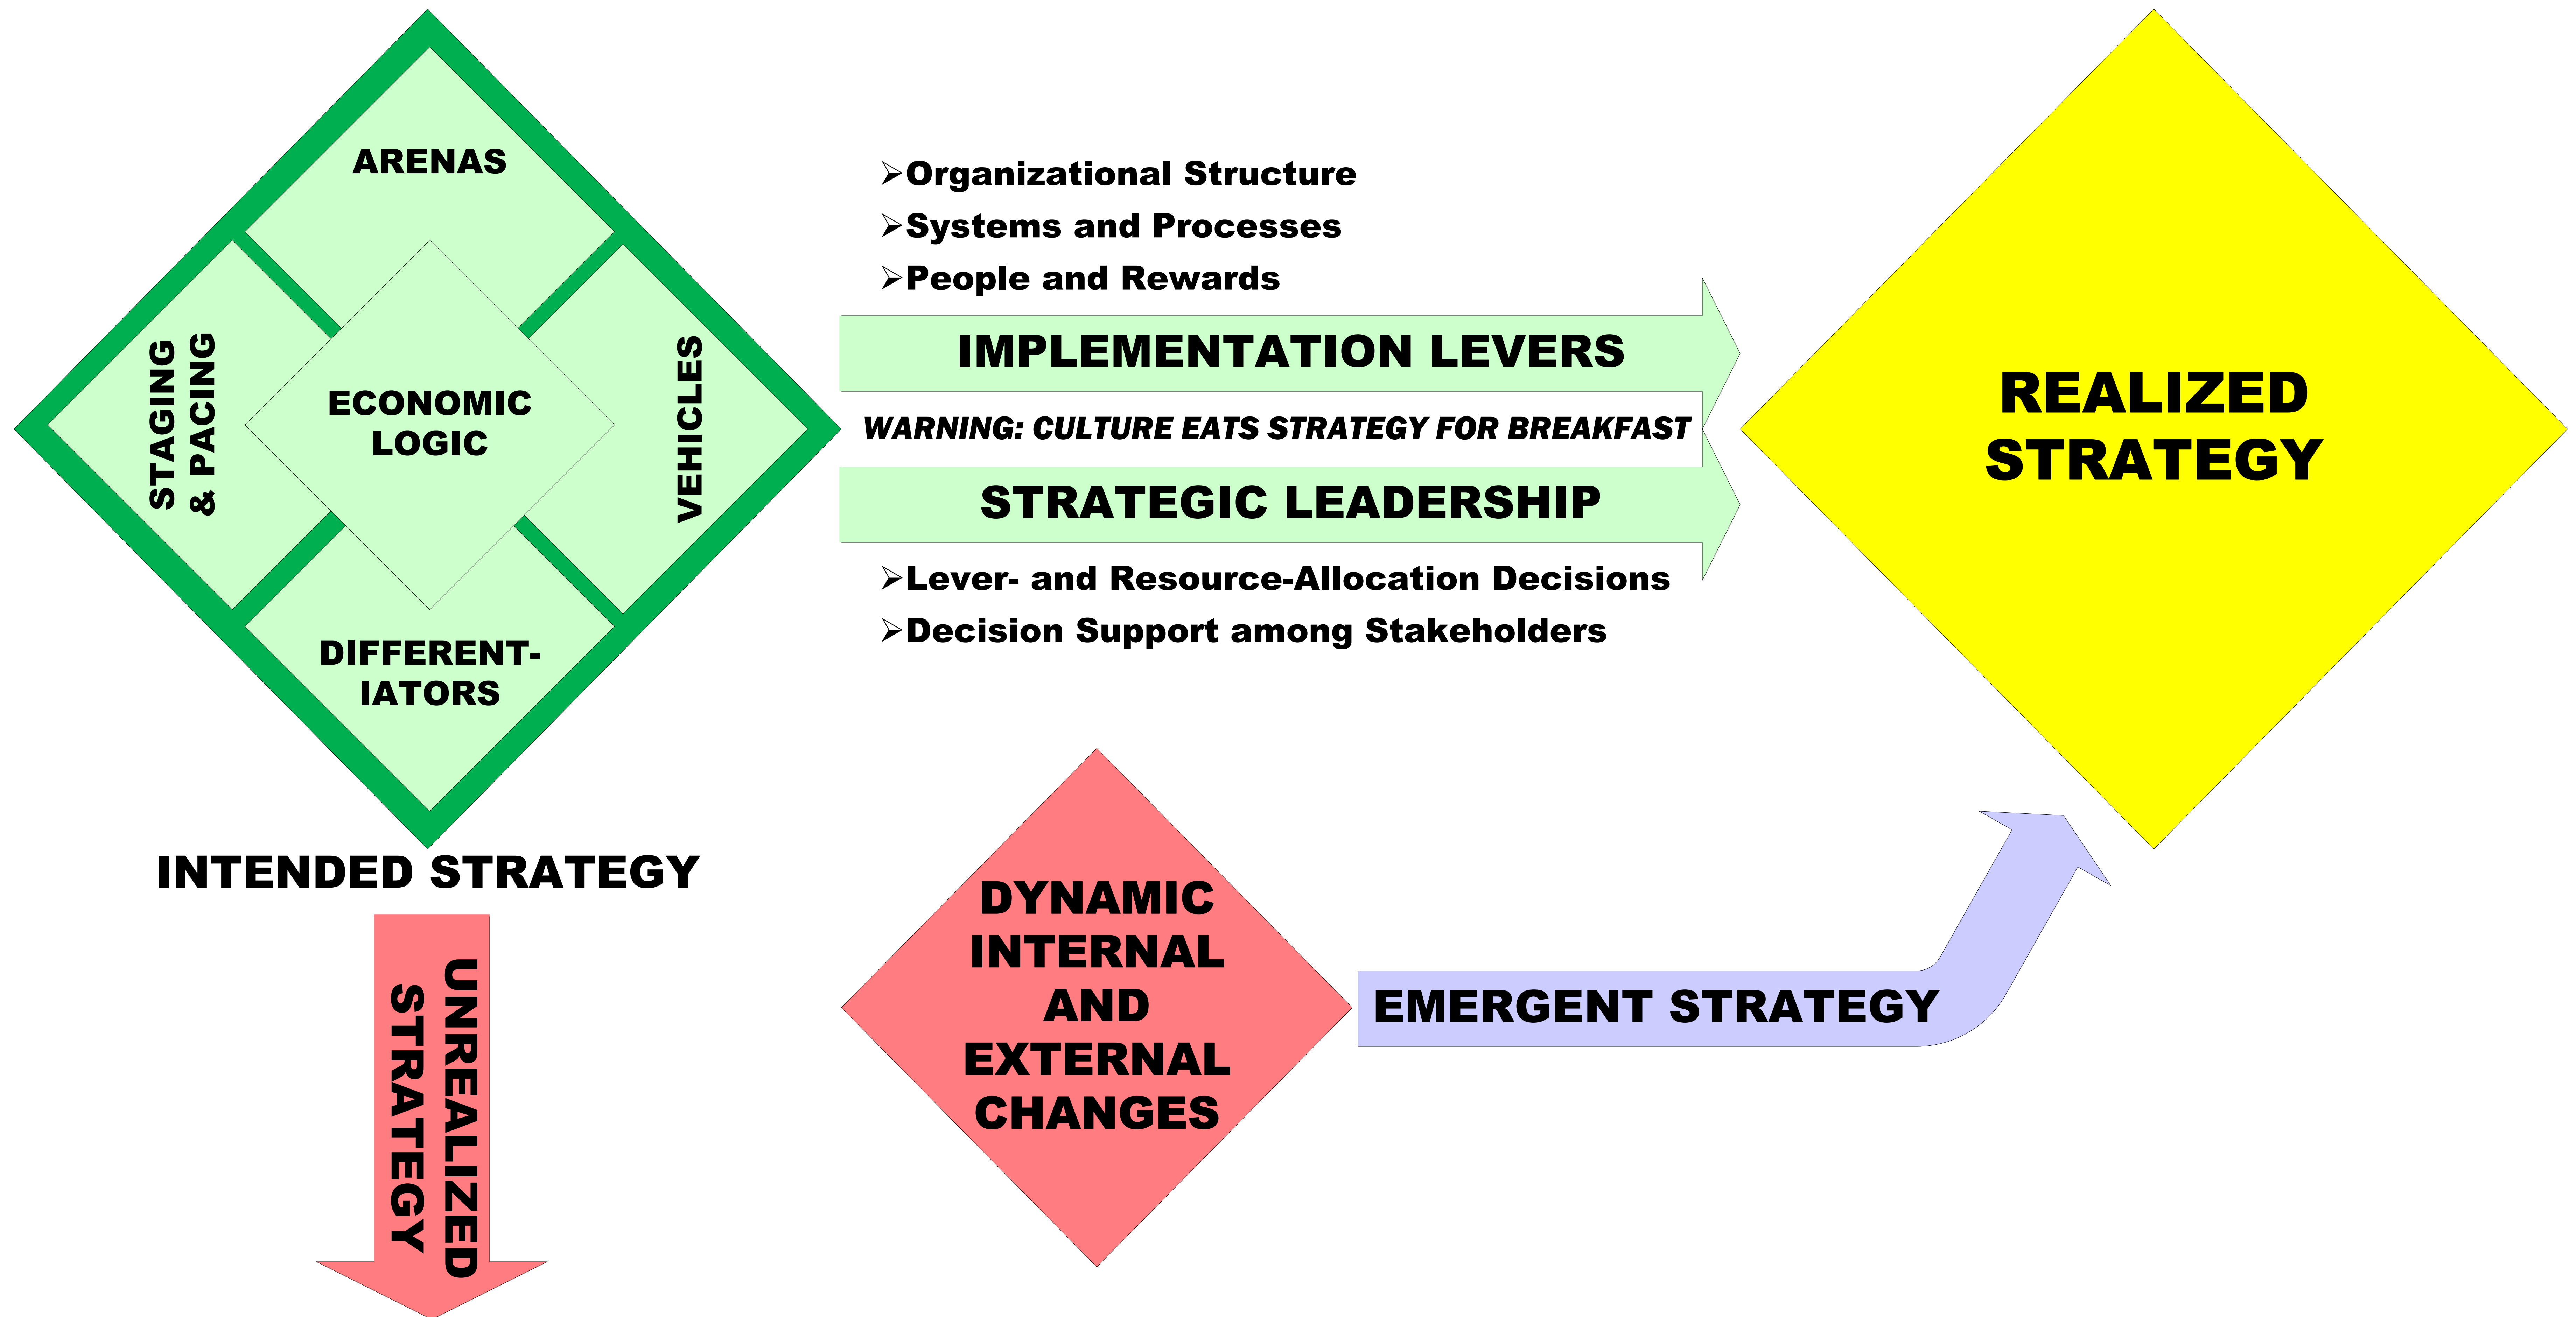 ARENAS
STAGING
& PACING
ECONOMIC
LOGIC
VEHICLES
DIFFERENT-
IATORS
INTENDED STRATEGY
UNREALIZED
STRATEGY
➢Organizational Structure
➢Systems and Processes
➢People and Rewards
IMPLEMENTATION LEVERS
WARNING: CULTURE EATS STRATEGY FOR BREAKFAST
STRATEGIC LEADERSHIP
➢Lever- and Resource-Allocation Decisions
➢Decision Support among Stakeholders
REALIZED
STRATEGY
DYNAMIC
INTERNAL
AND
EXTERNAL
CHANGES
EMERGENT STRATEGY